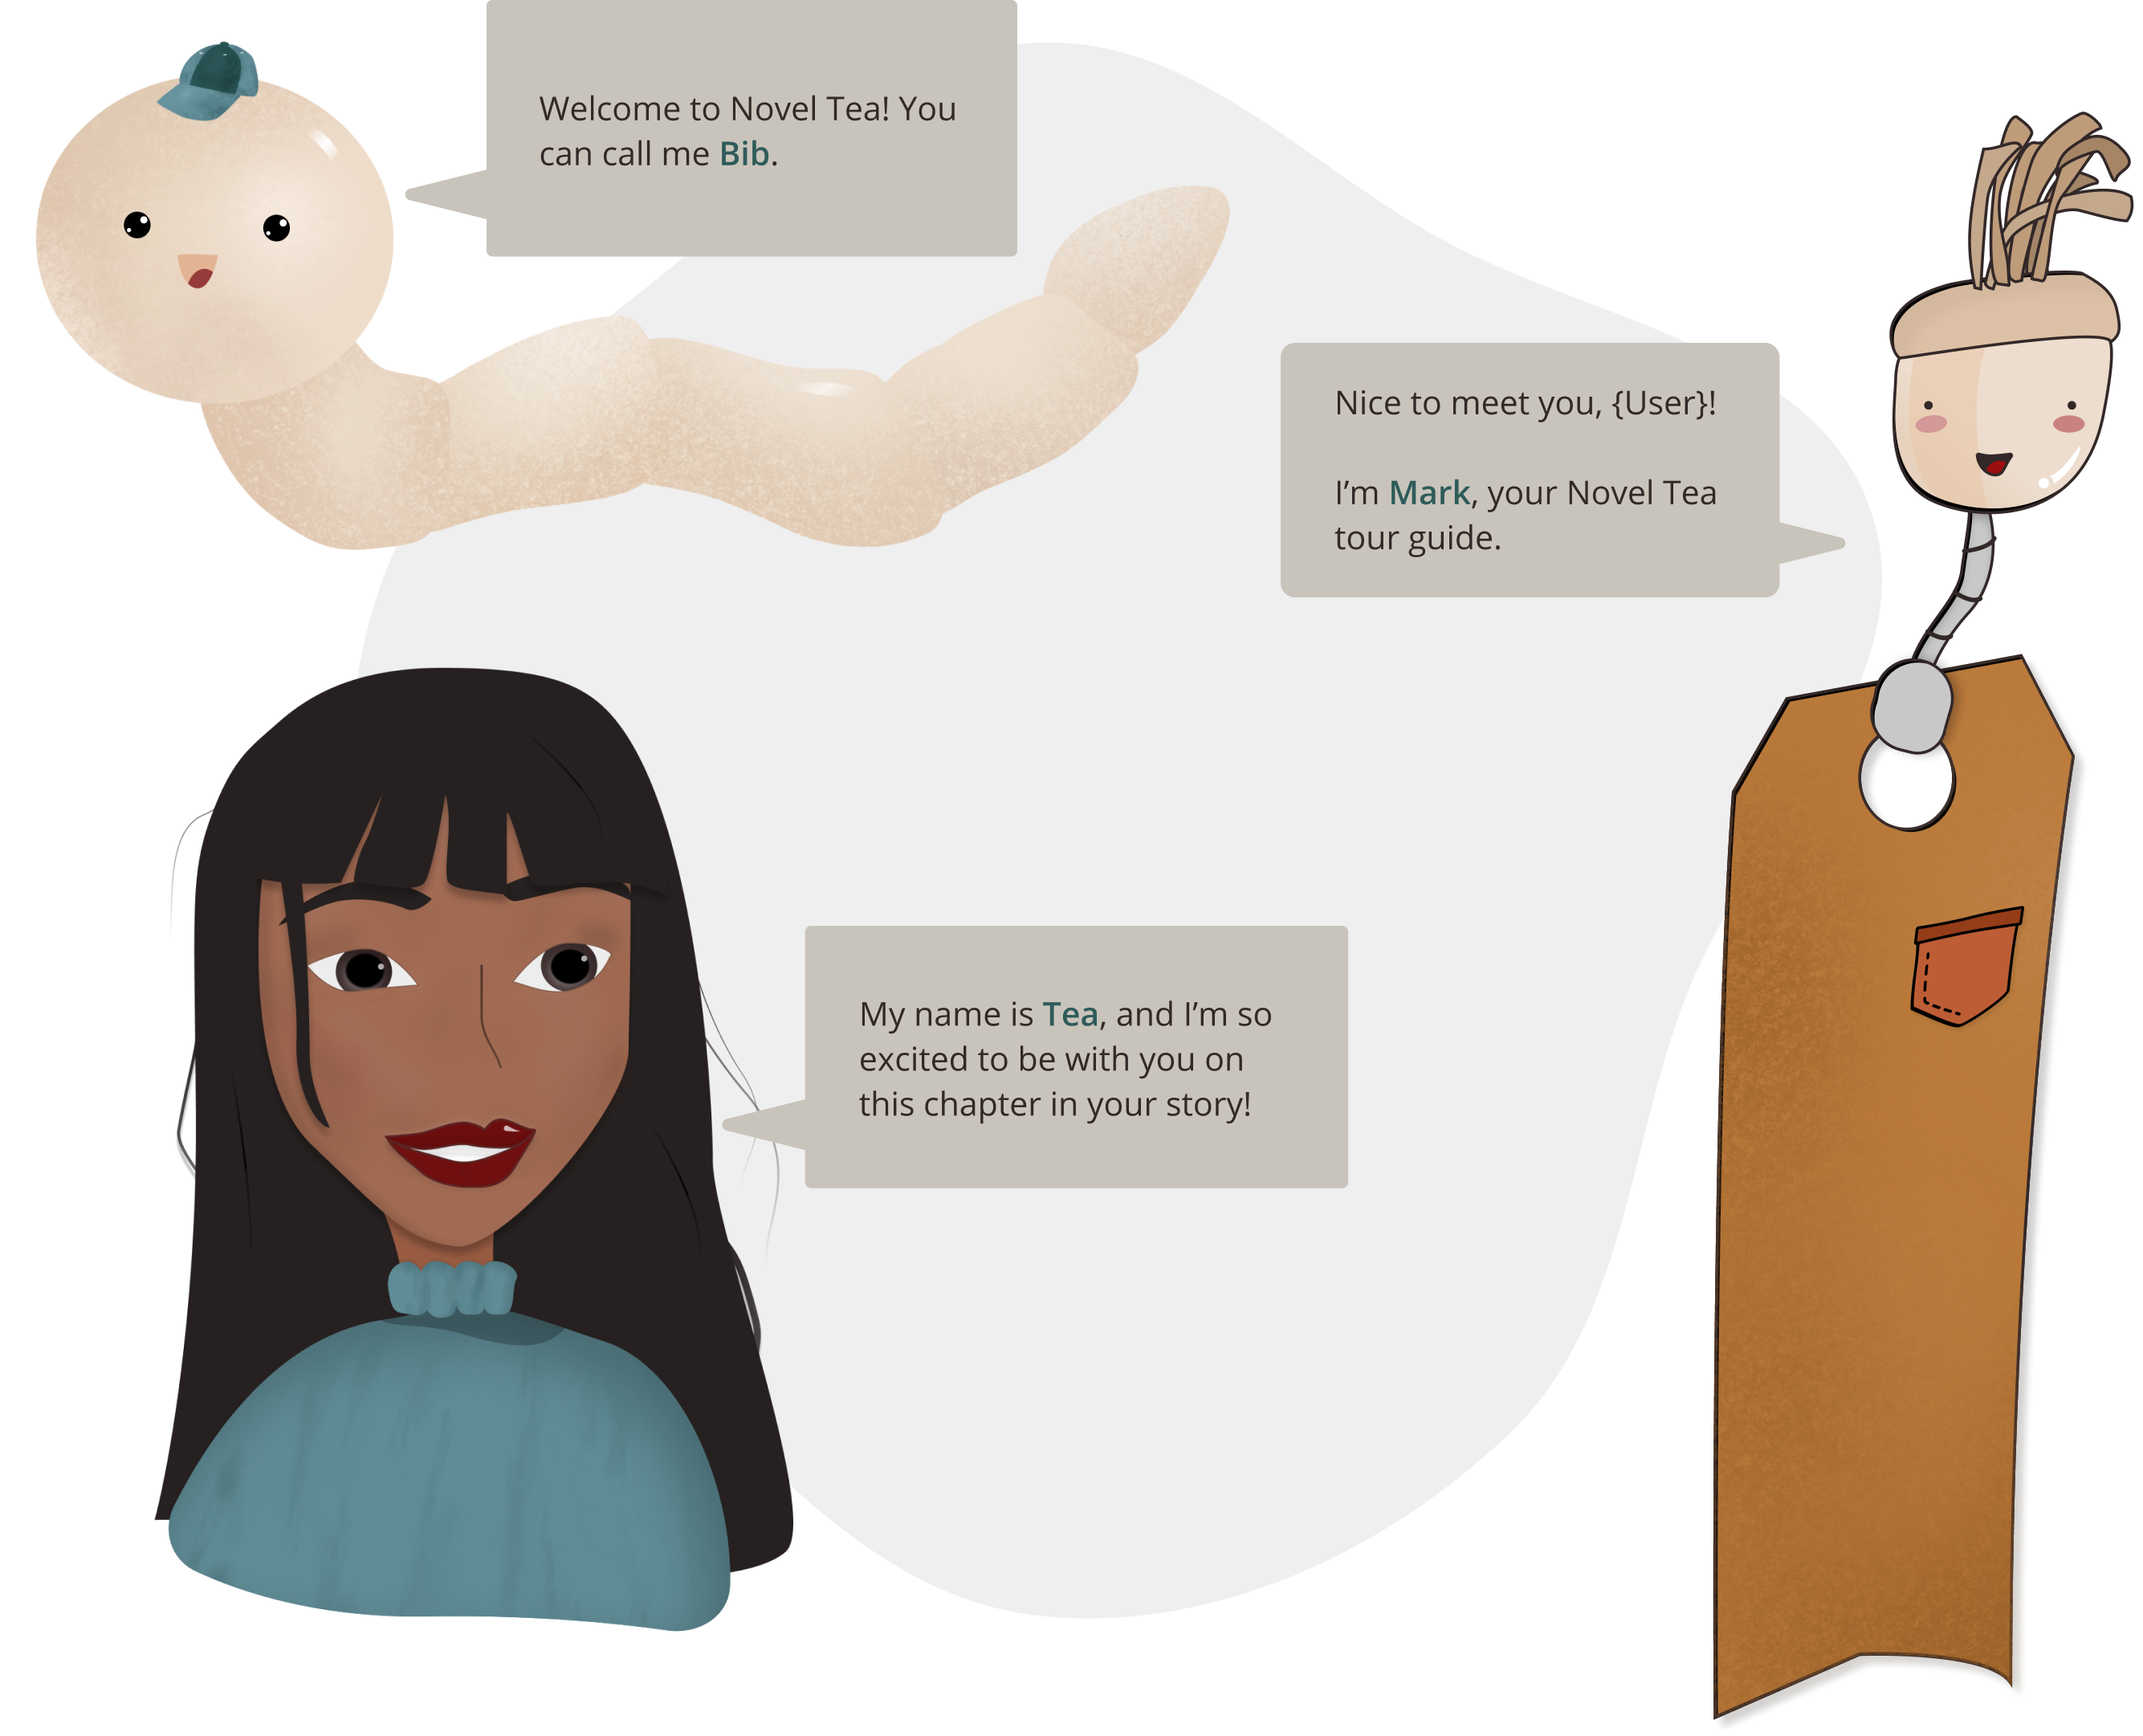 Welcome to Novel Tea! You
can call me Bib.
Nice to meet you, {User}!
I’m Mark, your Novel Tea
tour guide.
My name is Tea, and I’m so
excited to be with you on
this chapter in your story!